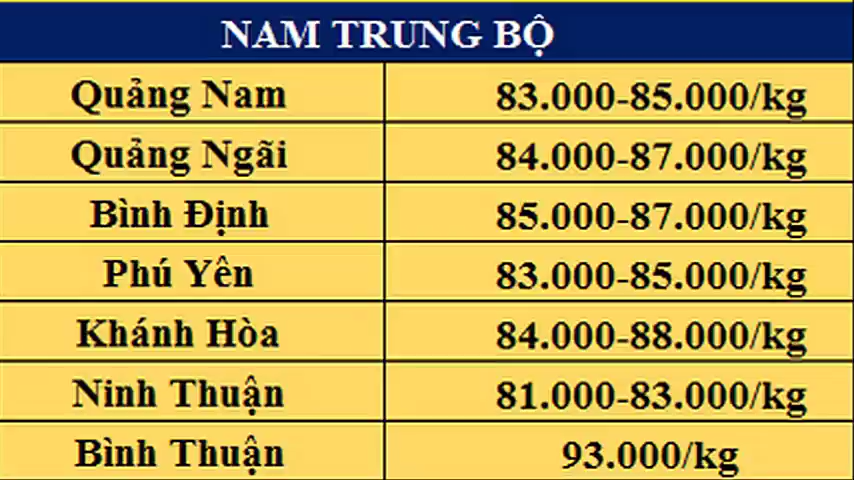 NAM TRUNG BỘ
Quảng Nam 83.000-85.000/kg
Quảng Ngãi 84.000-87.000/kg
Bình Định 85.000-87.000/kg
Phú Yên 83.000-85.000/kg
Khánh Hòa 84.000-88.000/kg
Ninh Thuận 81.000-83.000/kg
Bình Thuận 93.000/kg